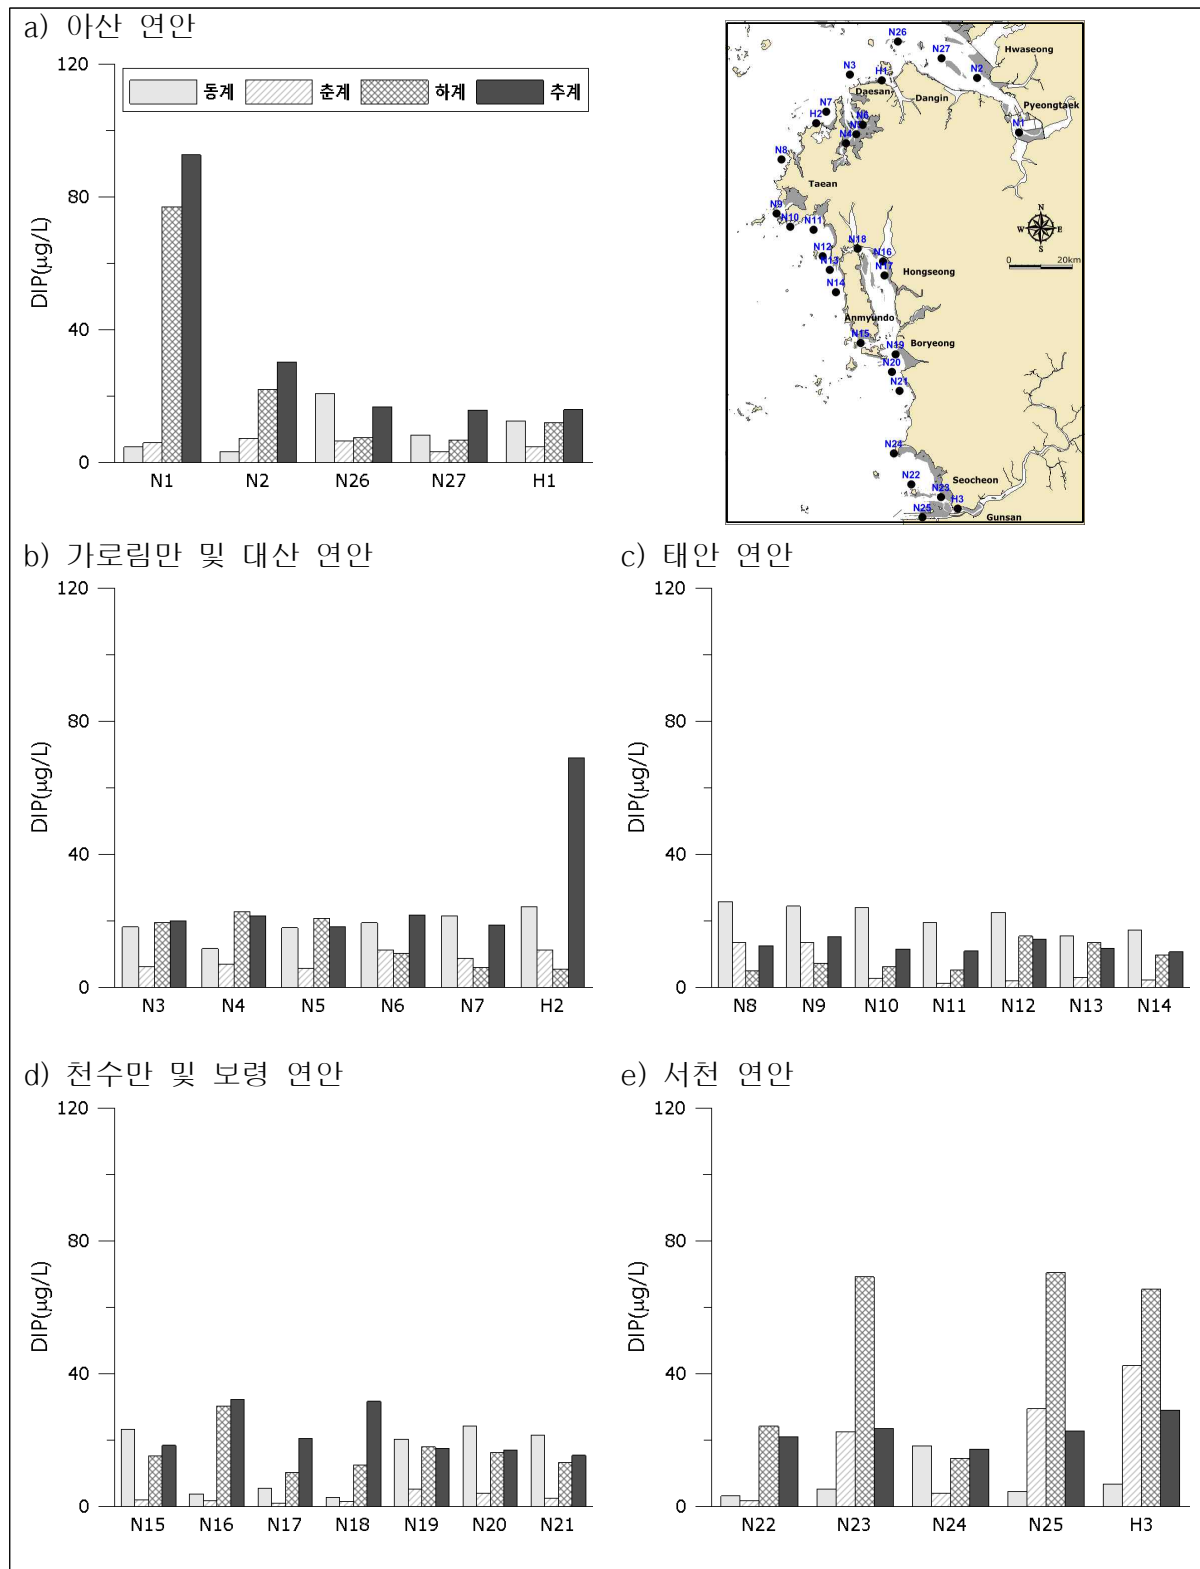 a) 아산 연안
120
80
40
0
DIP(μg/L)
동계 춘계 하계 추계
N1 N2 N26 N27 H1
N26
N27
Hwaseong
N3
H1
N2
Daesan
Dangin
Pyeongtaek
N7
H2
N6
N5
N4
N1
N8
Taean
N9
N10
N11
N
W E
S
N18
N12
N16
N13
N17
Hongseong
0 20km
N14
Anmyundo
N15
Boryeong
N19
N20
N21
N24
Seocheon
N22
N23
H3
N25
Gunsan
b) 가로림만 및 대산 연안
120
80
40
0
DIP(μg/L)
N3 N4 N5 N6 N7 H2
c) 태안 연안
120
80
40
0
DIP(μg/L)
N8 N9 N10 N11 N12 N13 N14
d) 천수만 및 보령 연안
120
80
40
0
DIP(μg/L)
N15 N16 N17 N18 N19 N20 N21
e) 서천 연안
120
80
40
0
DIP(μg/L)
N22 N23 N24 N25 H3